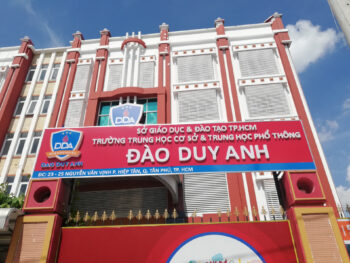 DDA
SỞ GIÁO DỤC & ĐÀO TẠO TP.HCM
TRƯỜNG TRUNG HỌC CƠ SỞ & TRUNG HỌC PHỔ THÔNG
ĐÀO DUY ANH
DDA
ĐÀO DUY ANH
ĐC: 23 - 25 NGUYỄN VĂN VỊNH P. HIỆP TÂN, Q. TÂN PHÚ, TP. HCM